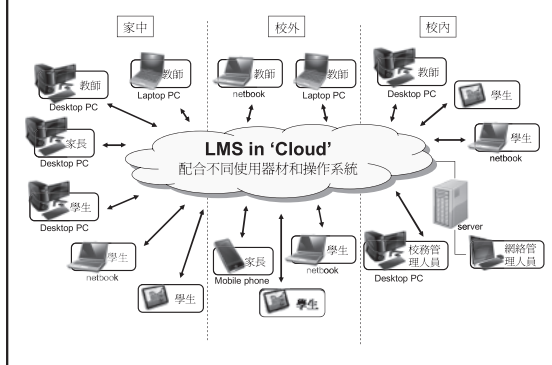 家中
校外
校內
教師
Desktop PC
教師
Laptop PC
教師
netbook
教師
Laptop PC
教師
Desktop PC
學生
家長
Desktop PC
學生
netbook
LMS in 'Cloud'
配合不同使用器材和操作系統
學生
Desktop PC
server
學生
netbook
家長
Mobile phone
學生
netbook
校務管
理人員
Desktop PC
網絡管
理人員
學生
學生